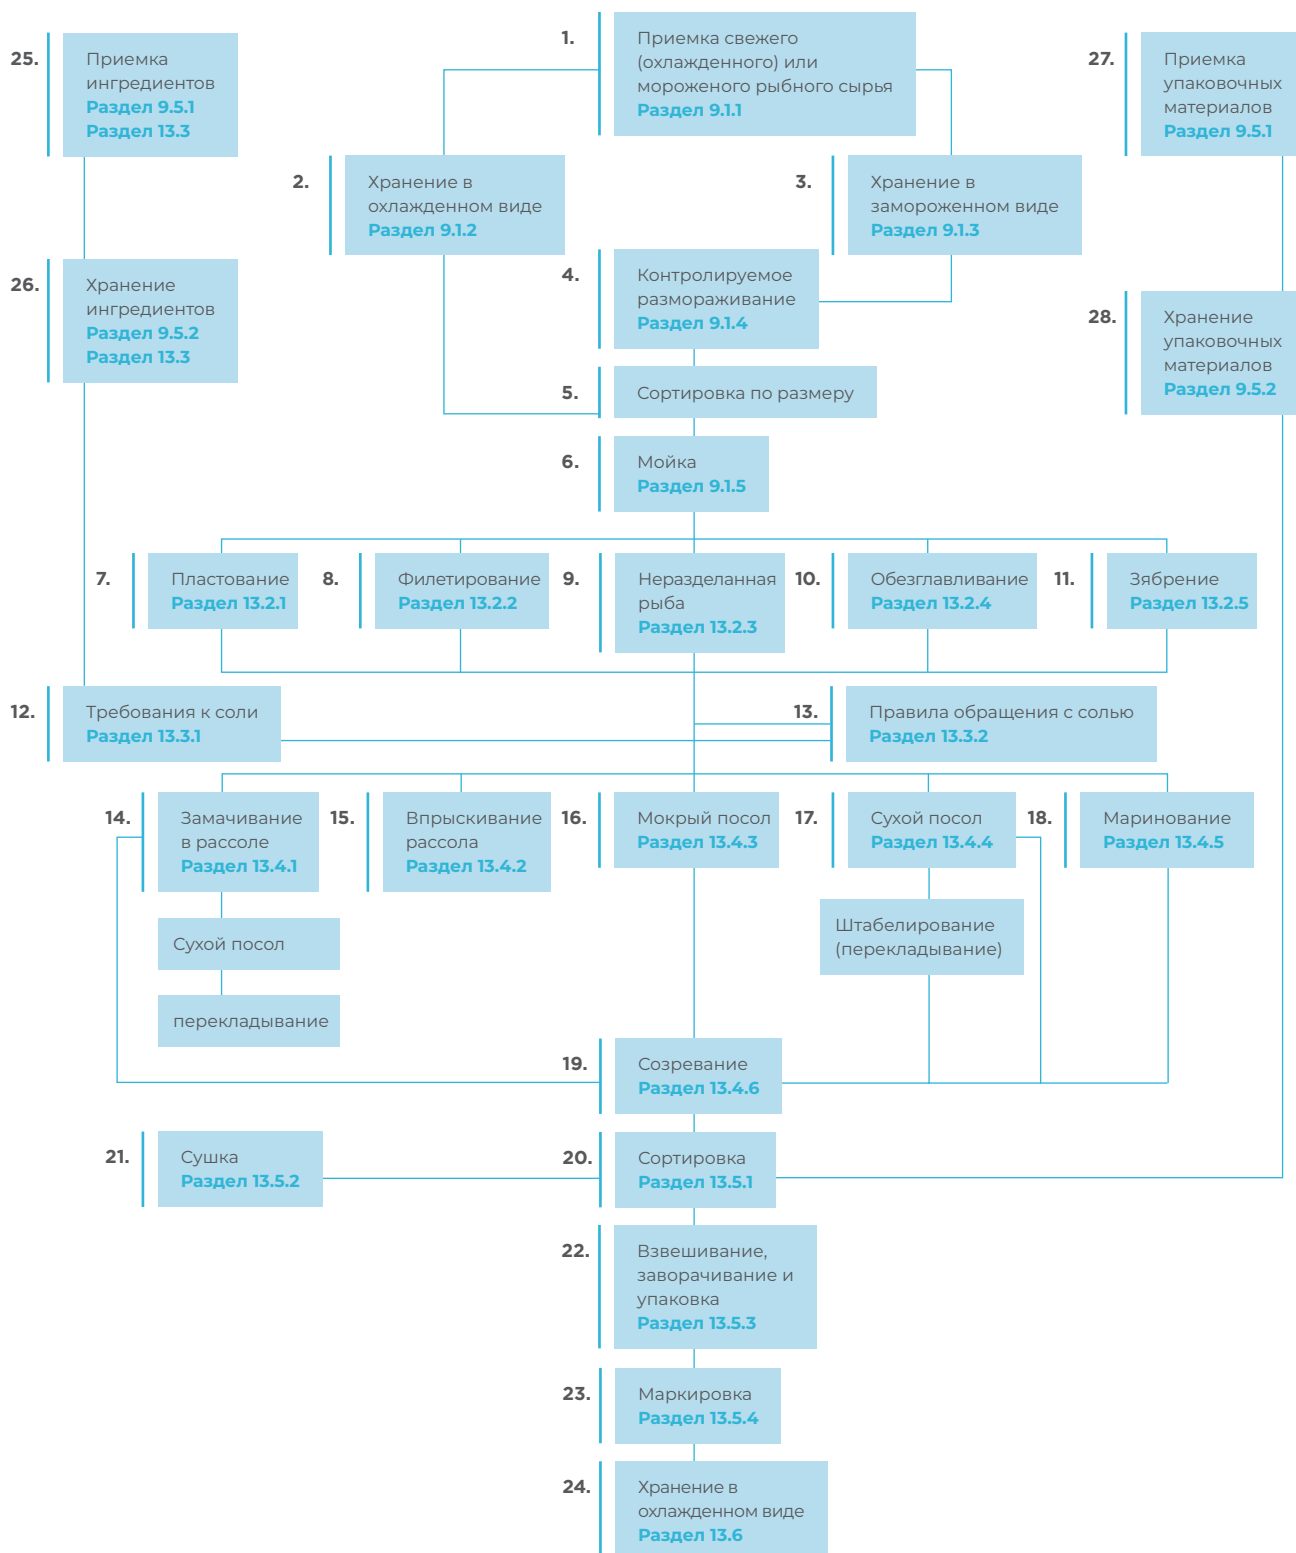 25.
Приемка
ингредиентов
Раздел 9.5.1
Раздел 13.3
1.
Приемка свежего
(охлажденного) или
мороженого рыбного сырья
Раздел 9.1.1
27.
Приемка
упаковочных
материалов
Раздел 9.5.1
2.
Хранение в
охлажденном виде
Раздел 9.1.2
3.
Хранение в
замороженном виде
Раздел 9.1.3
26.
Хранение
ингредиентов
Раздел 9.5.2
Раздел 13.3
4.
Контролируемое
размораживание
Раздел 9.1.4
28.
Хранение
упаковочных
материалов
Раздел 9.5.2
5.
Сортировка по размеру
6.
Мойка
Раздел 9.1.5
7.
Пластование
Раздел 13.2.1
8.
Филетирование
Раздел 13.2.2
9.
Неразделанная
рыба
Раздел 13.2.3
10.
Обезглавливание
Раздел 13.2.4
11.
Зябрение
Раздел 13.2.5
12.
Требования к соли
Раздел 13.3.1
13.
Правила обращения с солью
Раздел 13.3.2
14.
Замачивание
в рассоле
Раздел 13.4.1
15.
Впрыскивание
рассола
Раздел 13.4.2
16.
Мокрый посол
Раздел 13.4.3
17.
Сухой посол
Раздел 13.4.4
18.
Маринование
Раздел 13.4.5
Сухой посол
Штабелирование
(перекладывание)
перекладывание
19.
Созревание
Раздел 13.4.6
21.
Сушка
Раздел 13.5.2
20.
Сортировка
Раздел 13.5.1
22.
Взвешивание,
заворачивание и
упаковка
Раздел 13.5.3
23.
Маркировка
Раздел 13.5.4
24.
Хранение в
охлажденном виде
Раздел 13.6